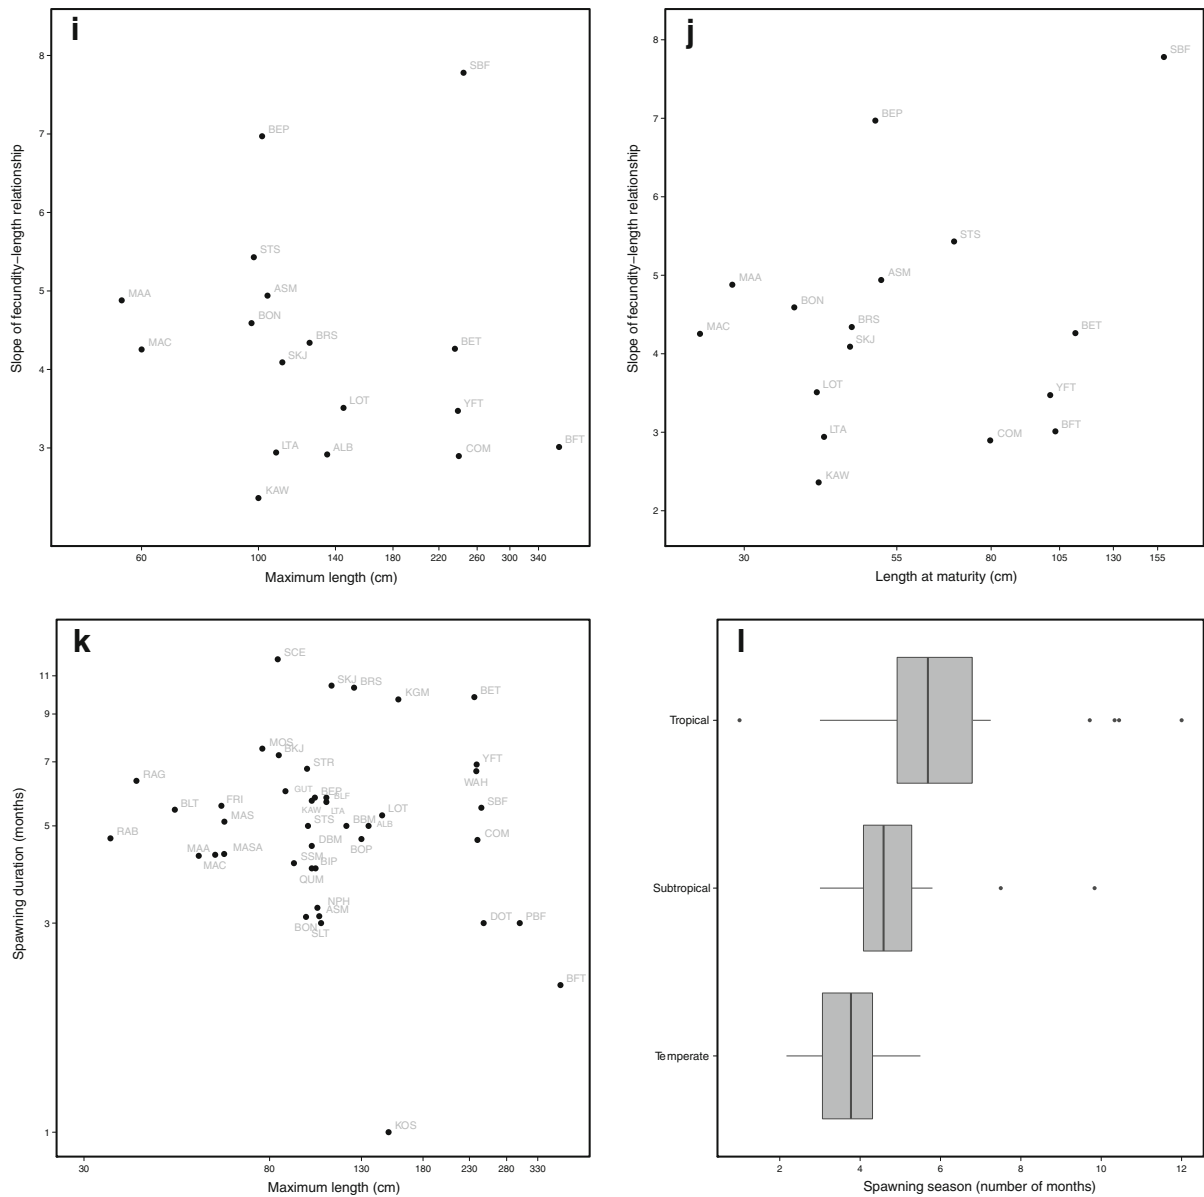 i
8
7
6
5
4
3
Slope of fecundity–length relationship
SBF
BEP
STS
MAA
ASM
BON
MAC
BRS
SKJ
BET
LOT
YFT
LTA
ALB
COM
BFT
KAW
60 100 140 180 220 260 300 340
Maximum length (cm)
j
8
7
6
5
4
3
2
Slope of fecundity–length relationship
SBF
BEP
STS
MAA
ASM
BON
MAC
BRS
SKJ
BET
LOT
YFT
LTA
COM
BFT
KAW
30 55 80 105 130 155
Length at maturity (cm)
k
11
9
7
5
3
1
Spawning duration (months)
SCE
SKJ BRS
KGM
BET
MOS
BKJ
STR
YFT
WAH
RAG
GUT
BEP
BLF
BLT
FRI
KAW
LTA
LOT
SBF
MAS
STS
BBM
ALB
RAB
DBM
BOP
COM
MAA
MASA
MAC
SSM
BIP
QUM
NPH
ASM
BON
SLT
DOT
PBF
BFT
KOS
30 80 130 180 230 280 330
Maximum length (cm)
l
Tropical
Subtropical
Temperate
2 4 6 8 10 12
Spawning season (number of months)